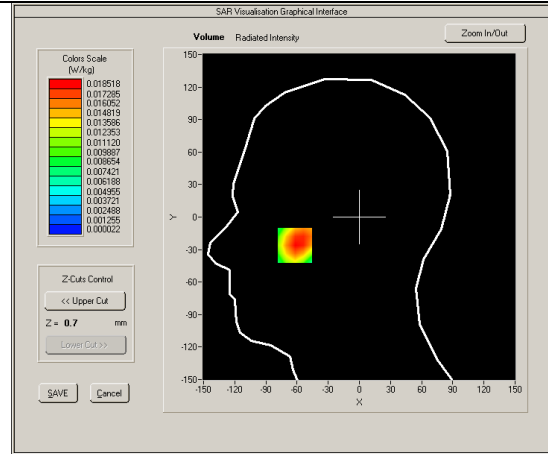 SAR Visualisation Graphical Interface
Volume Radiated Intensity
Zoom In/Out
Colors Scale
(W/kg)
0.018518
0.017285
0.016052
0.014819
0.013586
0.012353
0.011120
0.009887
0.008654
0.007421
0.006188
0.004955
0.003721
0.002488
0.001255
0.000022
Z-Cuts Control
<< Upper Cut
Z = 0.7 mm
Lower Cut >>
SAVE Cancel
150
120
90
60
30
0
-30
-60
-90
-120
-150
Y
-150 -120 -90 -60 -30 0 30 60 90 120 150
X